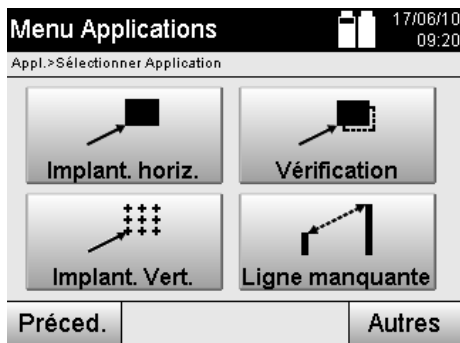 Menu Applications
17/06/10
09:20
Appl.>Sélectionner Application
Implant. horiz.
Vérification
Implant. Vert.
Ligne manquante
Préced.
Autres